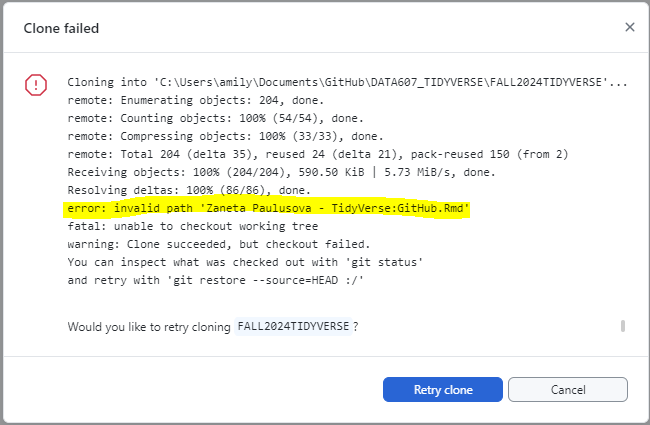 Clone failed
Cloning into 'C:\Users\amily\Documents\GitHub\DATA607_TIDYVERSE\FALL2024TIDYVERSE'...
remote: Enumerating objects: 204, done.
remote: Counting objects: 100% (54/54), done.
remote: Compressing objects: 100% (33/33), done.
remote: Total 204 (delta 35), reused 24 (delta 21), pack-reused 150 (from 2)
Receiving objects: 100% (204/204), 590.50 KiB | 5.73 MiB/s, done.
Resolving deltas: 100% (86/86), done.
error: invalid path 'Zaneta Paulusova - TidyVerse:GitHub.Rmd'
fatal: unable to checkout working tree
warning: Clone succeeded, but checkout failed.
You can inspect what was checked out with 'git status'
and retry with 'git restore --source=HEAD :/'
Would you like to retry cloning FALL2024TIDYVERSE?
Retry clone
Cancel